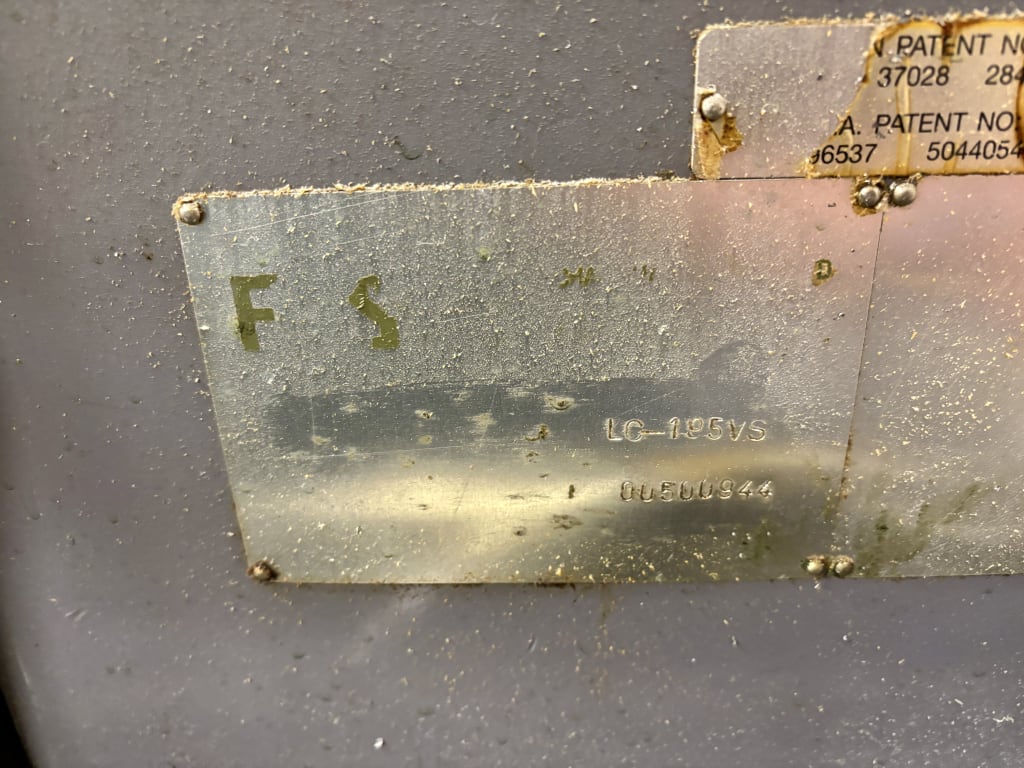 PATENT NO
37028 284
.A. PATENT NO
96537 5044054
F S
LC-185VS
00500944